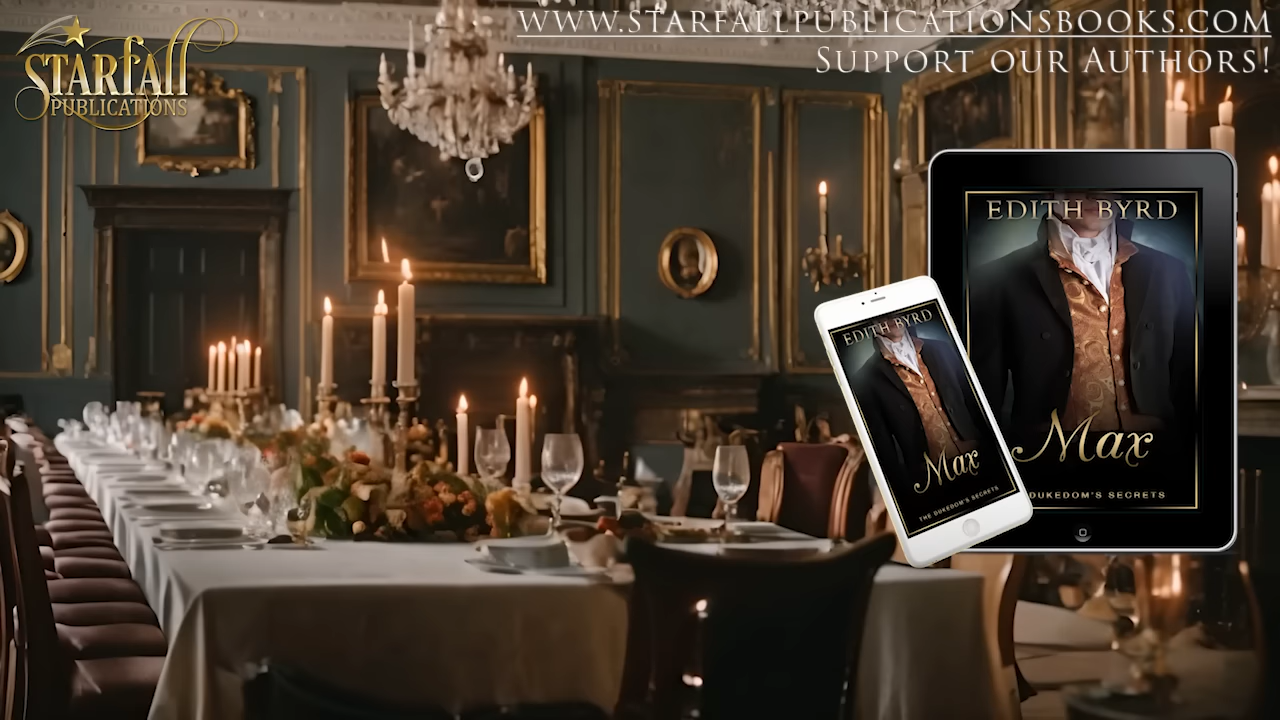 STARfall
PUBLICATIONS
WWW.STARFALLPUBLICATIONSBOOKS.COM
SUPPORT OUR AUTHORS!
EDITH BYRD
Max
DUKEDOM'S SECRETS
EDITH BYRD
Max
THE DUKEDOM'S SECRETS